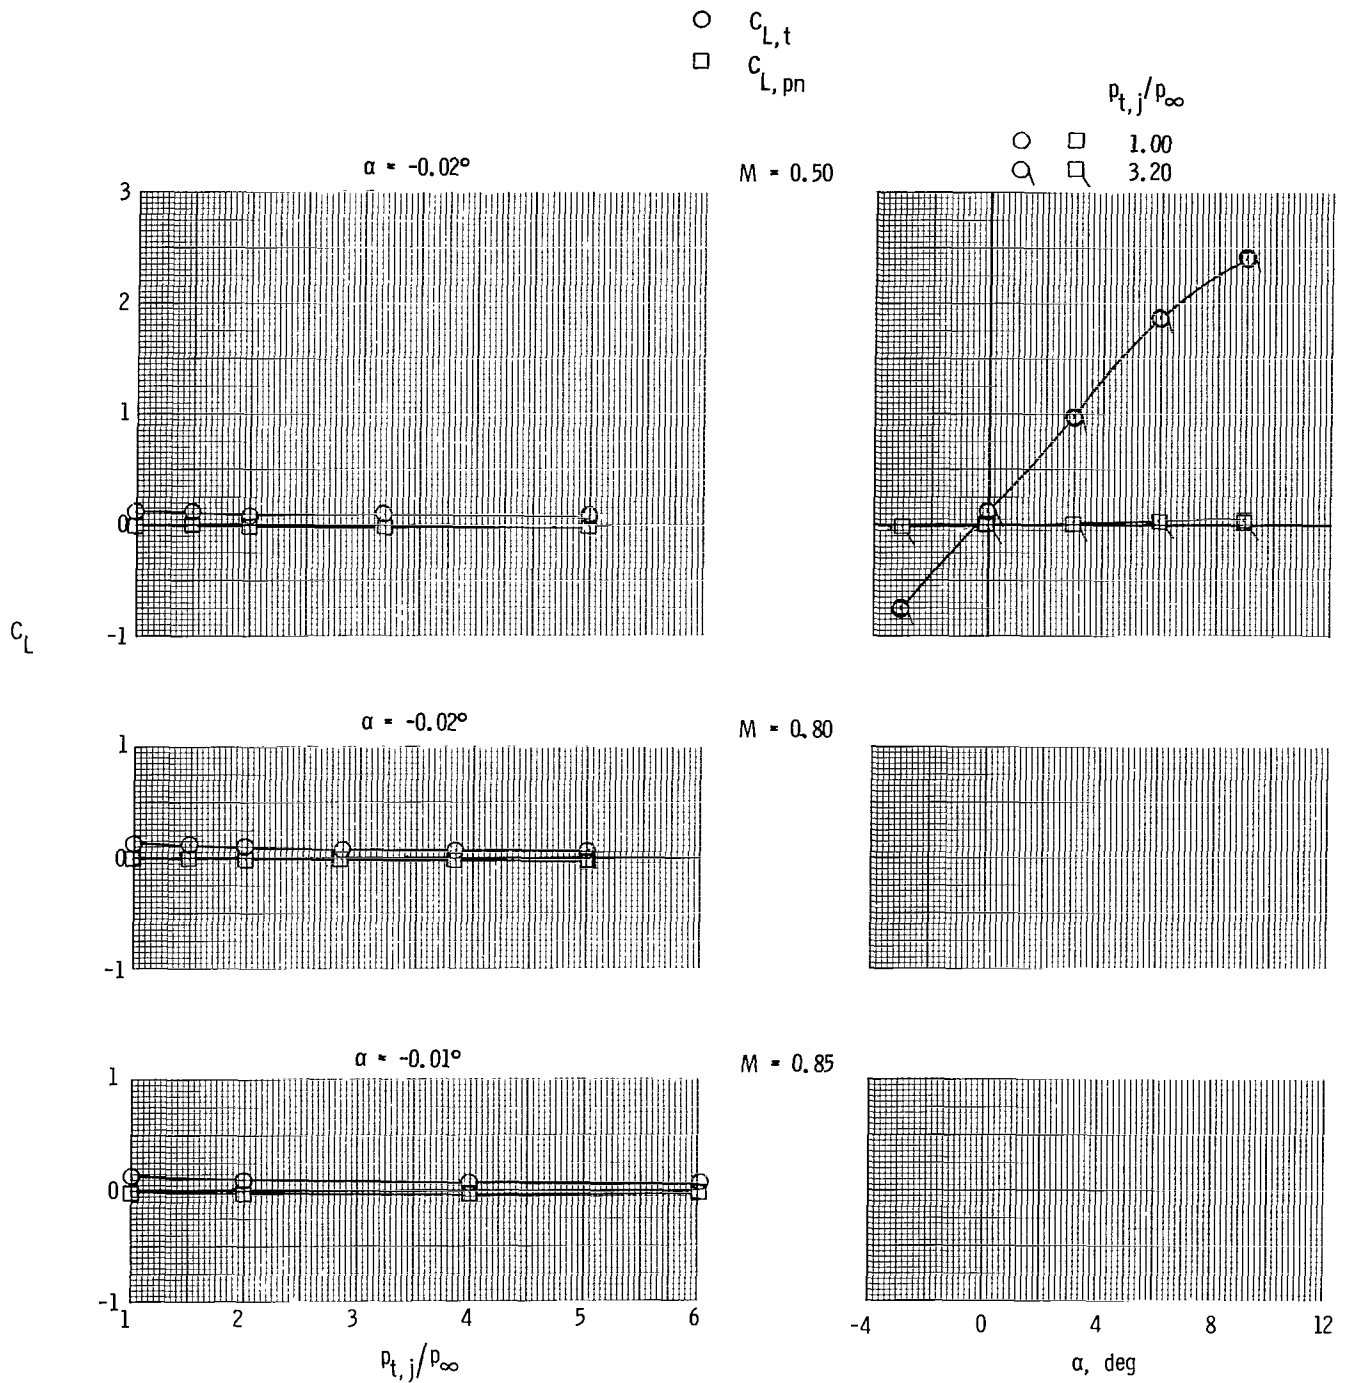 C_L,t
C_L,pn
p_t,j/p_∞
1.00
3.20
α = -0.02°
M = 0.50
3
2
1
0
-1
C_L
α = -0.02°
M = 0.80
1
0
-1
α = -0.01°
M = 0.85
1
0
-1
1 2 3 4 5 6
-4 0 4 8 12
p_t,j/p_∞
α, deg